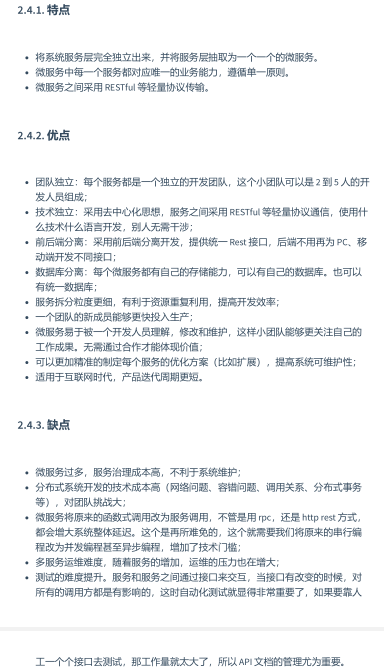 2.4.1. 特点
• 将系统服务层完全独立出来，并将服务层抽取为一个一个的微服务。
• 微服务中每一个服务都对应唯一的业务能力，遵循单一原则。
• 微服务之间采用 RESTful 等轻量协议传输。
2.4.2. 优点
• 团队独立：每个服务都是一个独立的开发团队，这个小团队可以是 2 到 5 人的开
发人员组成；
• 技术独立：采用去中心化思想，服务之间采用 RESTful 等轻量协议通信，使用什
么技术什么语言开发，别人无需干涉；
• 前后端分离：采用前后端分离开发，提供统一 Rest 接口，后端不用再为 PC、移
动端开发不同接口；
• 数据库分离：每个微服务都有自己的存储能力，可以有自己的数据库。也可以
有统一数据库；
• 服务拆分粒度更细，有利于资源重复利用，提高开发效率；
• 一个团队的新成员能够更快投入生产；
• 微服务易于被一个开发人员理解，修改和维护，这样小团队能够更关注自己的
工作成果。无需通过合作才能体现价值；
• 可以更加精准的制定每个服务的优化方案（比如扩展），提高系统可维护性；
• 适用于互联网时代，产品迭代周期更短。
2.4.3. 缺点
• 微服务过多，服务治理成本高，不利于系统维护；
• 分布式系统开发的技术成本高（网络问题、容错问题、调用关系、分布式事务
等），对团队挑战大；
• 微服务将原来的函数式调用改为服务调用，不管是用 rpc，还是 http rest 方式，
都会增大系统整体延迟。这个是再所难免的，这个就需要我们将原来的串行编
程改为并发编程甚至异步编程，增加了技术门槛；
• 多服务运维难度，随着服务的增加，运维的压力也在增大；
• 测试的难度提升。服务和服务之间通过接口来交互，当接口有改变的时候，对
所有的调用方都是有影响的，这时自动化测试就显得非常重要了，如果要靠人
工一个个接口去测试，那工作量就太大了，所以 API 文档的管理尤为重要。